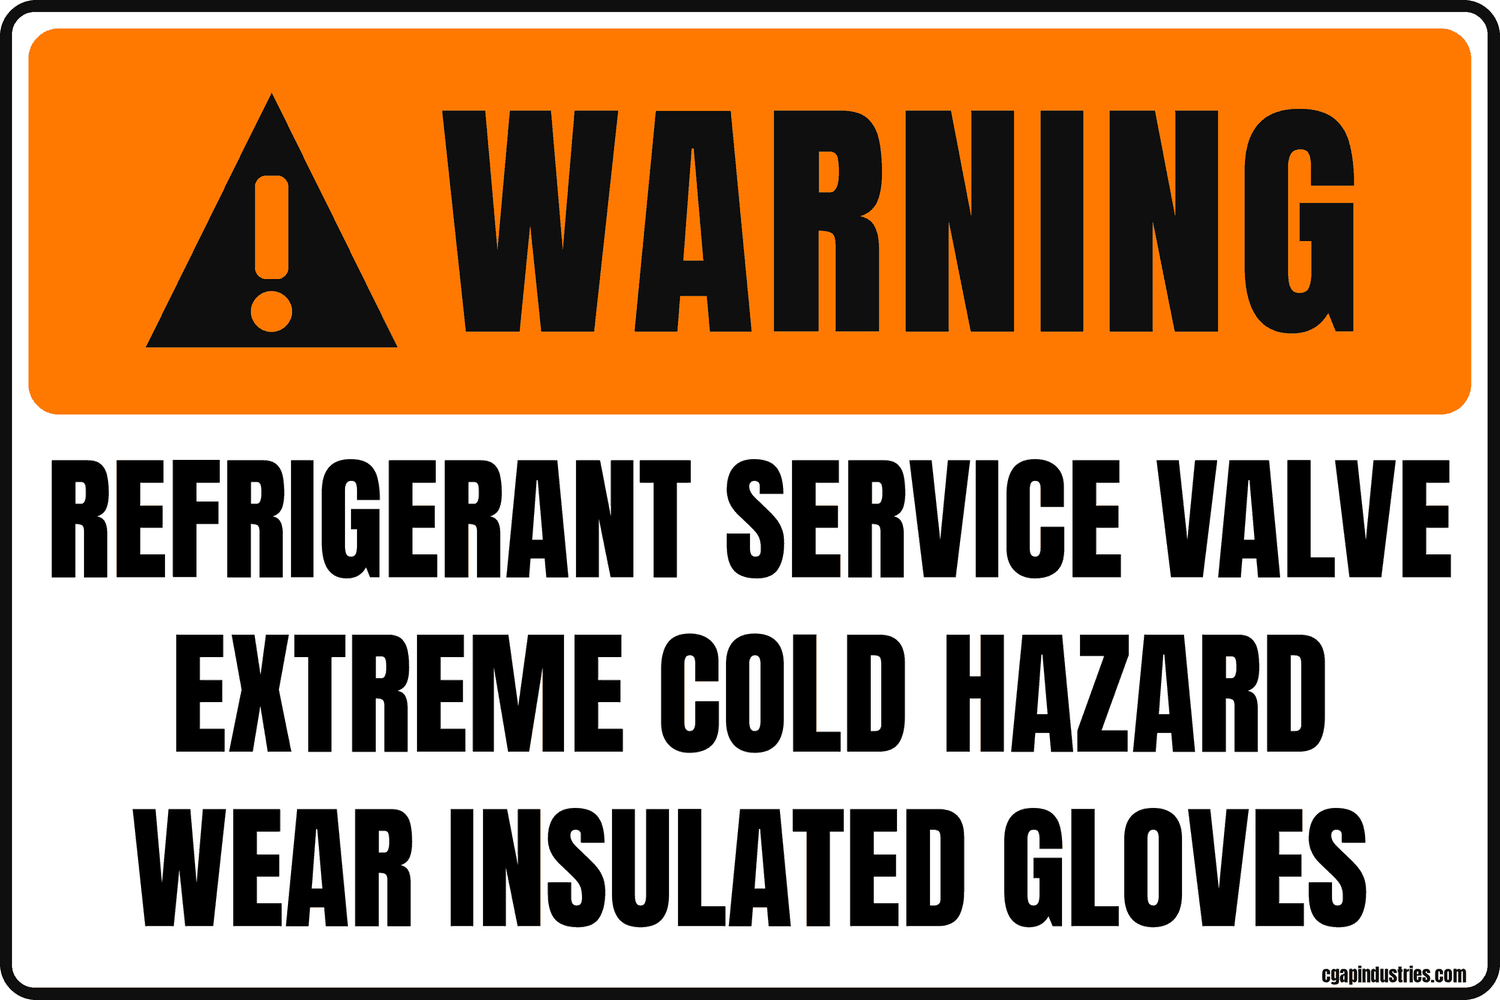 WARNING
REFRIGERANT SERVICE VALVE
EXTREME COLD HAZARD
WEAR INSULATED GLOVES
cgapindustries.com